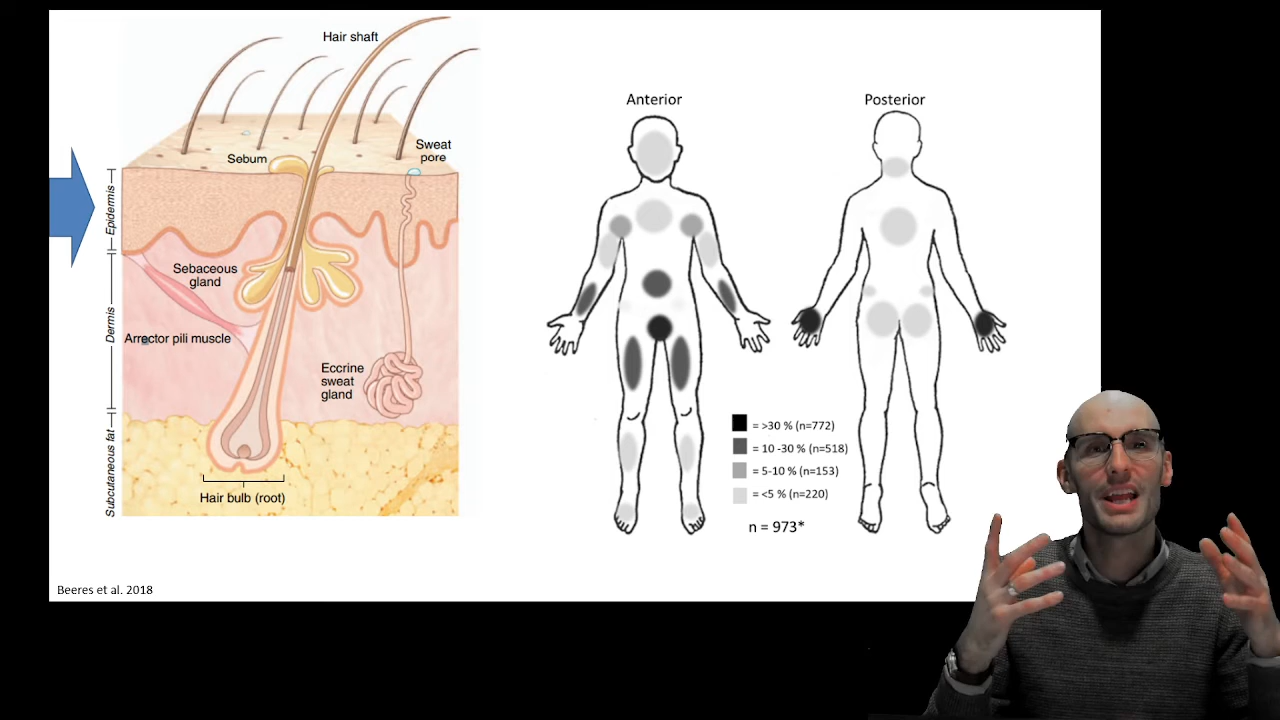 Hair shaft
Sweat
pore
Sebum
Epidermis
Sebaceous
gland
Dermis
Arrector pili muscle
Eccrine
sweat
gland
Subcutaneous fat
Hair bulb (root)
Anterior
Posterior
= >30 % (n=772)
= 10 -30 % (n=518)
= 5-10 % (n=153)
= <5 % (n=220)
n = 973*
Beeres et al. 2018